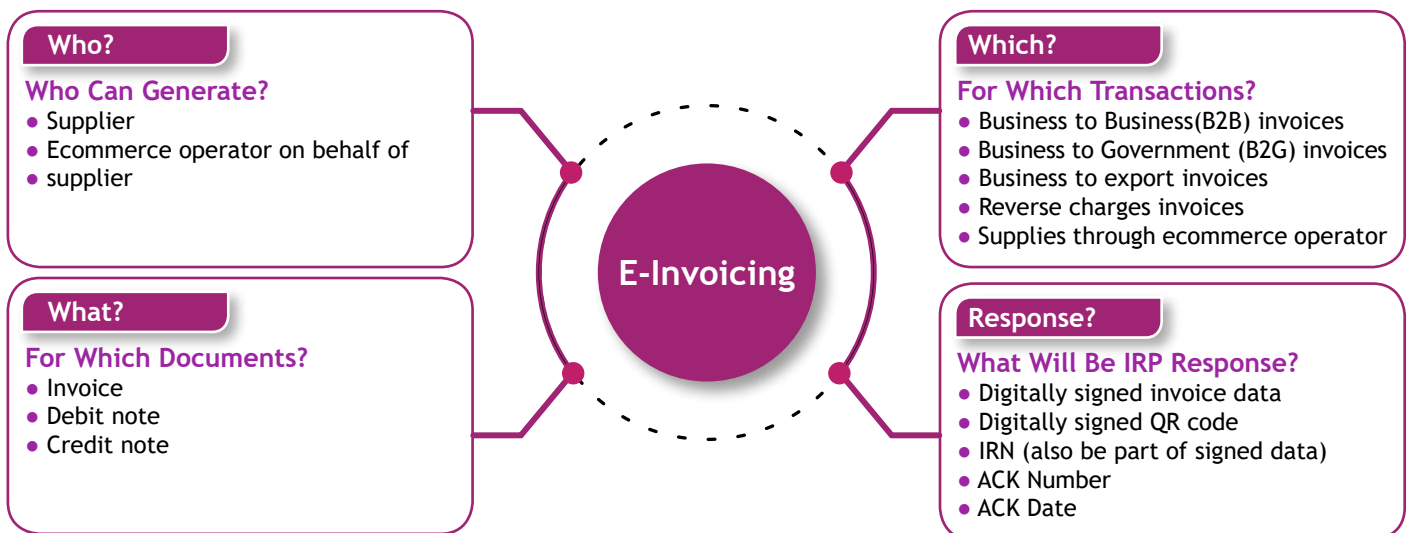 Who?
Who Can Generate?
• Supplier
• Ecommerce operator on behalf of
• supplier
What?
For Which Documents?
• Invoice
• Debit note
• Credit note
E-Invoicing
Which?
For Which Transactions?
• Business to Business(B2B) invoices
• Business to Government (B2G) invoices
• Business to export invoices
• Reverse charges invoices
• Supplies through ecommerce operator
Response?
What Will Be IRP Response?
• Digitally signed invoice data
• Digitally signed QR code
• IRN (also be part of signed data)
• ACK Number
• ACK Date